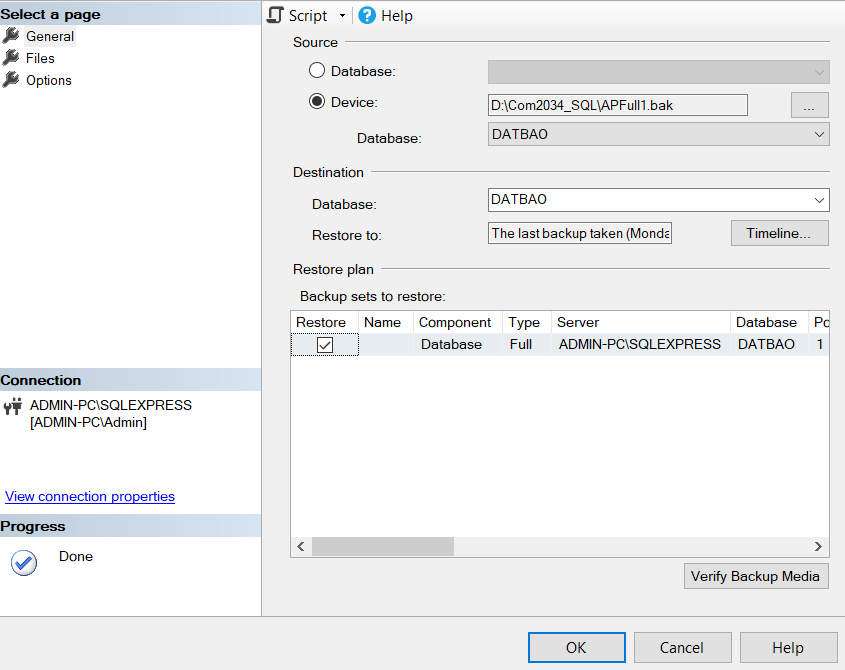 Select a page
General
Files
Options
Connection
ADMIN-PC\SQLEXPRESS
[ADMIN-PC\Admin]
View connection properties
Progress
Done
Script
Help
Source
Database:
Device:
D:\Com2034_SQL\APFull1.bak
...
Database:
DATBAO
Destination
Database:
DATBAO
Restore to:
The last backup taken (Monda
Timeline...
Restore plan
Backup sets to restore:
Restore Name Component Type Server Database Po
Database Full ADMIN-PC\SQLEXPRESS DATBAO 1
Verify Backup Media
OK Cancel Help